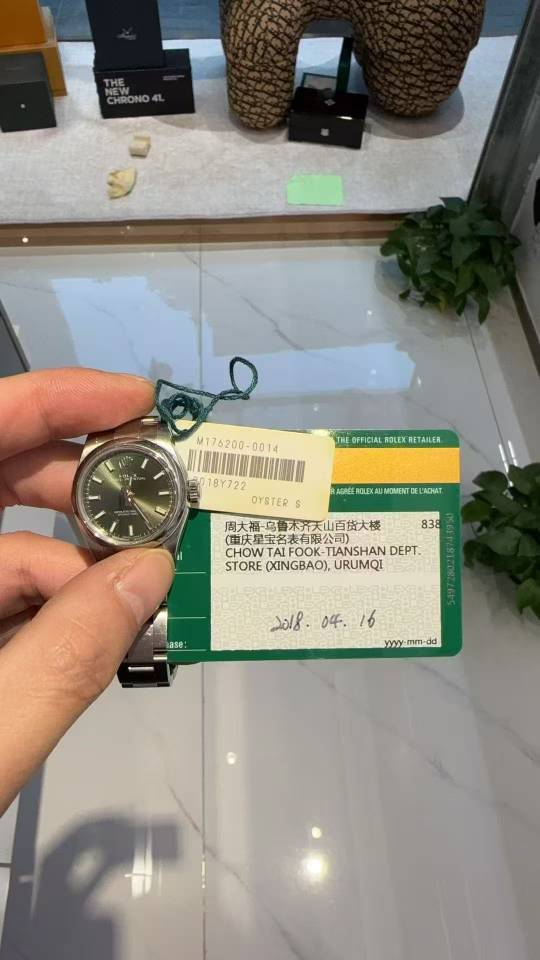 THE
NEW
CHRONO 41.
M176200-0014
OYSTER S
THE OFFICIAL ROLEX RETAILER.
R AGRÉÉ ROLEX AU MOMENT DE L'ACHAT.
周大福-乌鲁木齐天山百货大楼 838
(重庆星宝名表有限公司)
CHOW TAI FOOK-TIANSHAN DEPT.
STORE (XINGBAO), URUMQI
2018. 04. 16
yyyy-mm-dd
ase: